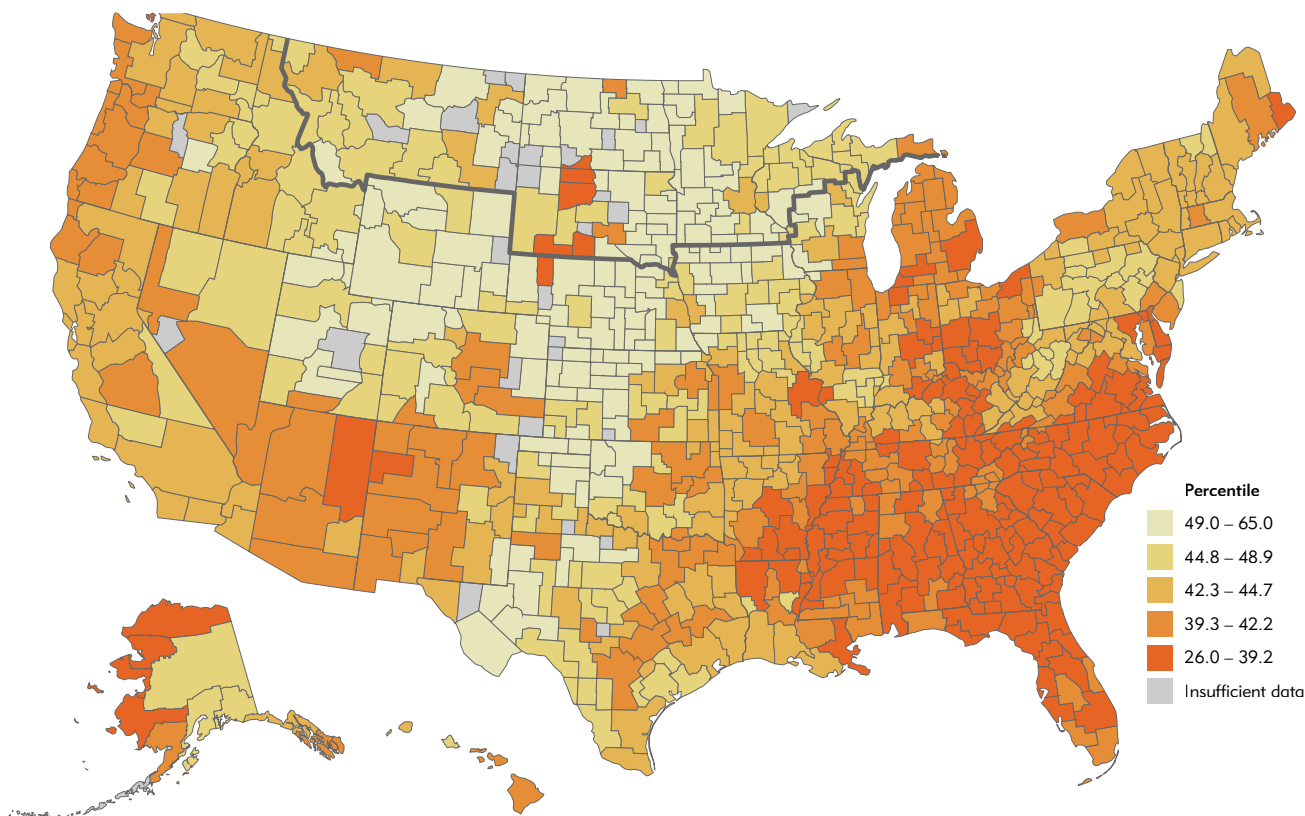 Percentile
49.0 – 65.0
44.8 – 48.9
42.3 – 44.7
39.3 – 42.2
26.0 – 39.2
Insufficient data